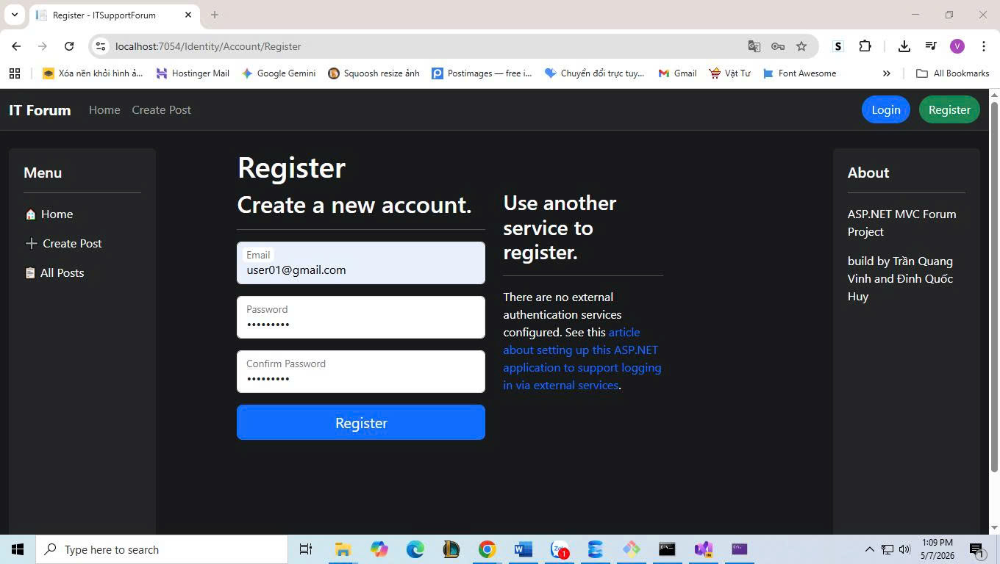 Register - ITSupportForum
localhost:7054/Identity/Account/Register
S
V
Xóa nền khỏi hình ả...
Hostinger Mail
Google Gemini
Squoosh resize ảnh
Postimages — free i...
Chuyển đổi trực tuy...
Gmail
Vật Tư
Font Awesome
All Bookmarks
IT Forum
Home
Create Post
Login
Register
Menu
Home
Create Post
All Posts
Register
Create a new account.
Email
user01@gmail.com
Password
Confirm Password
Register
Use another
service to
register.
There are no external
authentication services
configured. See this article
about setting up this ASP.NET
application to support logging
in via external services.
About
ASP.NET MVC Forum
Project
build by Trần Quang
Vinh and Đinh Quốc
Huy
Type here to search
1
1:09 PM
5/7/2026
1